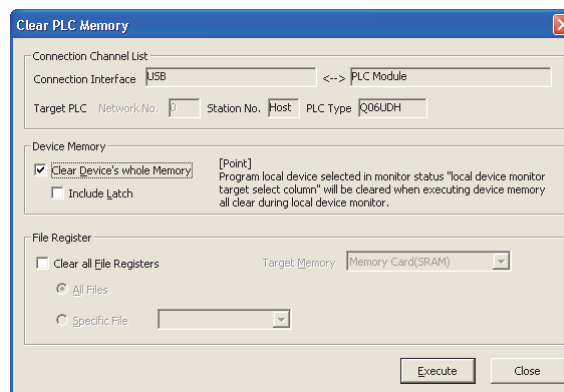 Clear PLC Memory
Connection Channel List
Connection Interface USB <--> PLC Module
Target PLC Network No. 0 Station No. Host PLC Type Q06UDH
Device Memory
Clear Device's whole Memory
Include Latch
[Point]
Program local device selected in monitor status "local device monitor
target select column" will be cleared when executing device memory
all clear during local device monitor.
File Register
Clear all File Registers Target Memory Memory Card(SRAM)
All Files
Specific File
Execute Close